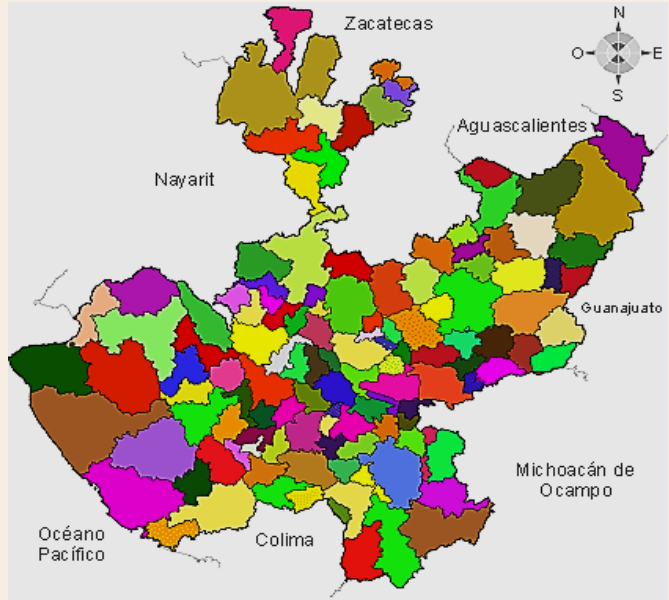 Zacatecas
N
O
E
S
Aguascalientes
Nayarit
Guanajuato
Michoacán de
Ocampo
Océano
Pacífico
Colima